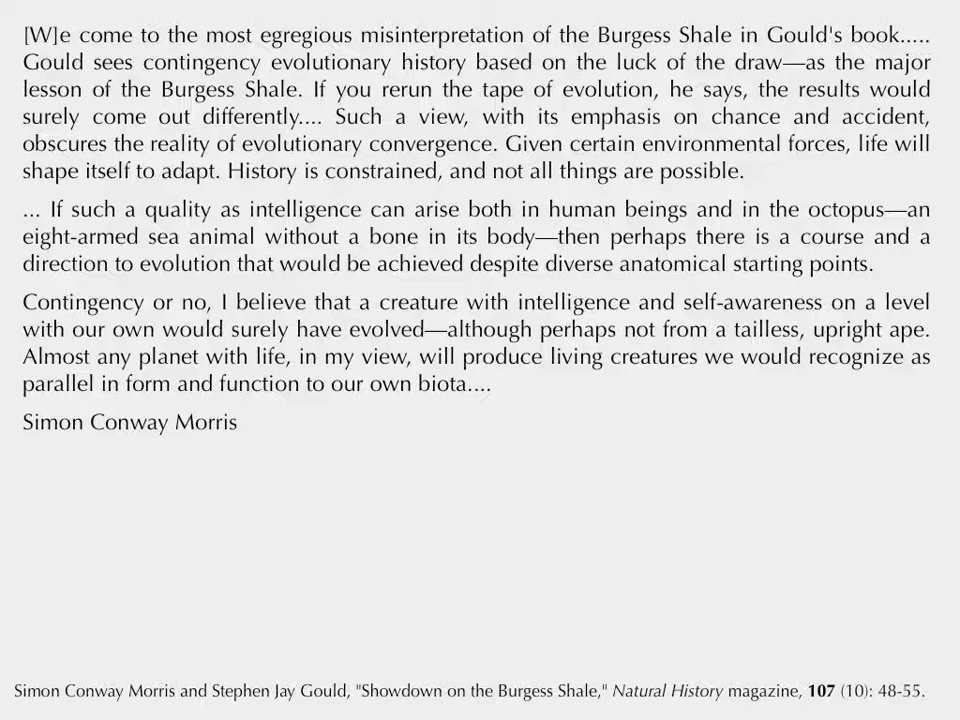 [W]e come to the most egregious misinterpretation of the Burgess Shale in Gould's book.....
Gould sees contingency evolutionary history based on the luck of the draw—as the major
lesson of the Burgess Shale. If you rerun the tape of evolution, he says, the results would
surely come out differently.... Such a view, with its emphasis on chance and accident,
obscures the reality of evolutionary convergence. Given certain environmental forces, life will
shape itself to adapt. History is constrained, and not all things are possible.
... If such a quality as intelligence can arise both in human beings and in the octopus—an
eight-armed sea animal without a bone in its body—then perhaps there is a course and a
direction to evolution that would be achieved despite diverse anatomical starting points.
Contingency or no, I believe that a creature with intelligence and self-awareness on a level
with our own would surely have evolved—although perhaps not from a tailless, upright ape.
Almost any planet with life, in my view, will produce living creatures we would recognize as
parallel in form and function to our own biota....
Simon Conway Morris
Simon Conway Morris and Stephen Jay Gould, "Showdown on the Burgess Shale," Natural History magazine, 107 (10): 48-55.